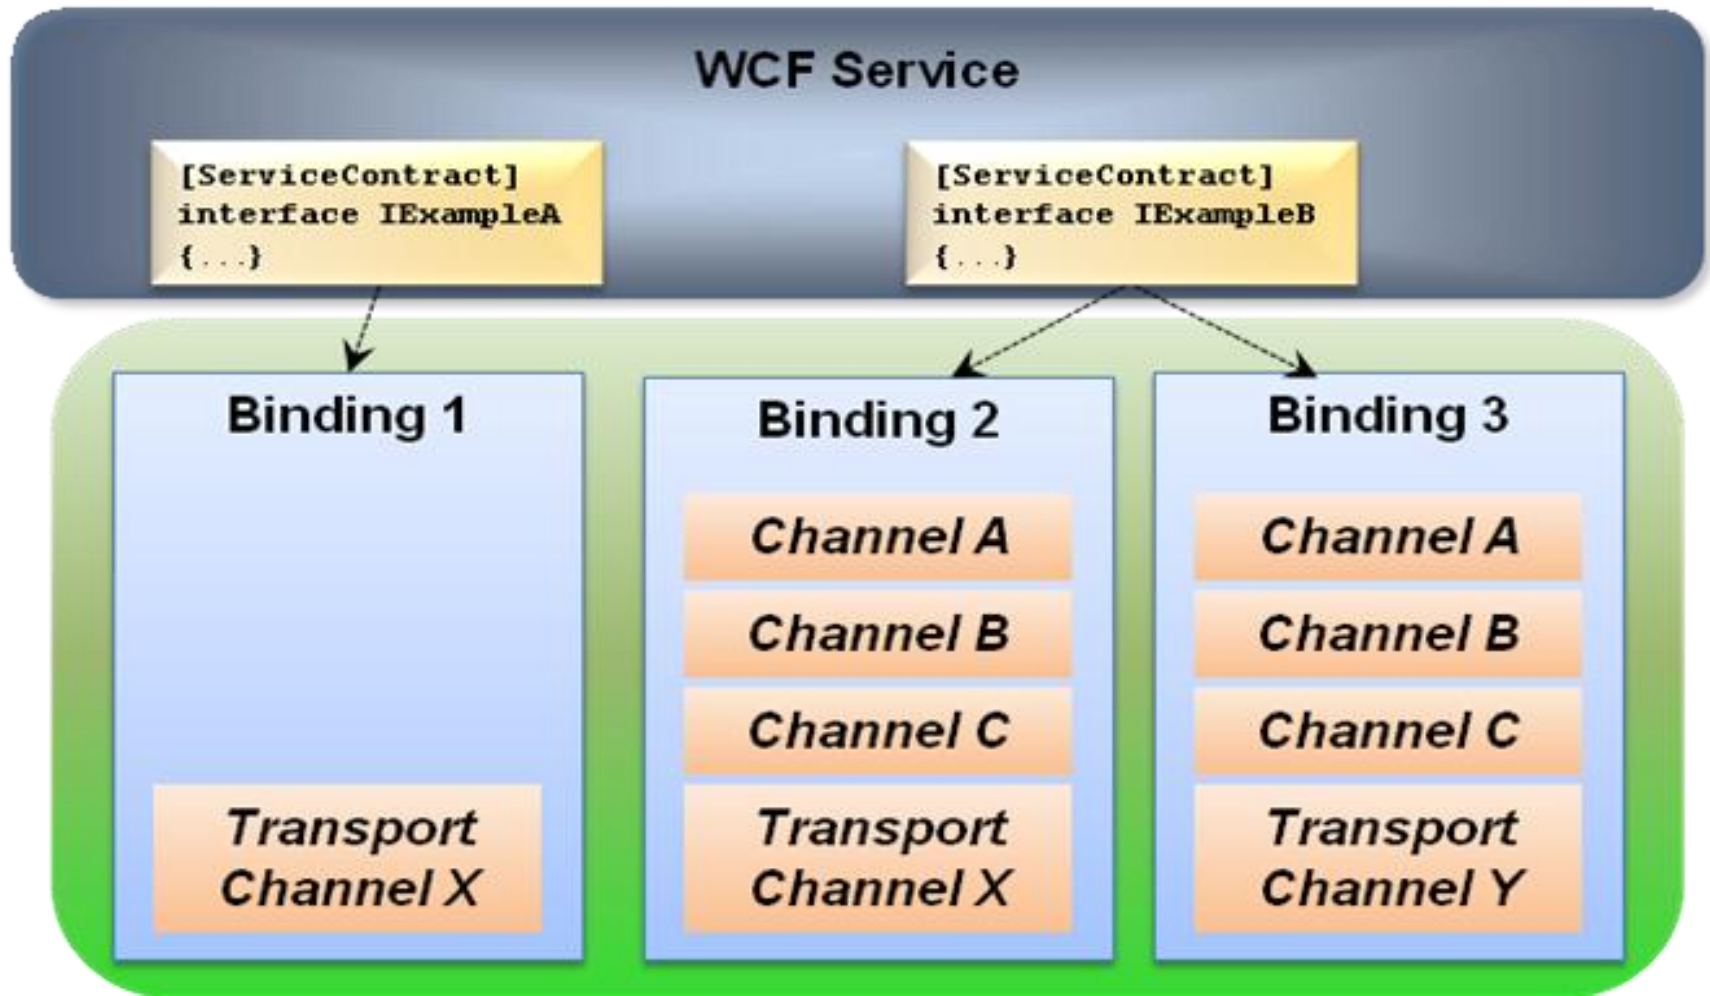 WCF Service
[ServiceContract]
interface IExampleA
{...}
[ServiceContract]
interface IExampleB
{...}
Binding 1
Transport
Channel X
Binding 2
Channel A
Channel B
Channel C
Transport
Channel X
Binding 3
Channel A
Channel B
Channel C
Transport
Channel Y